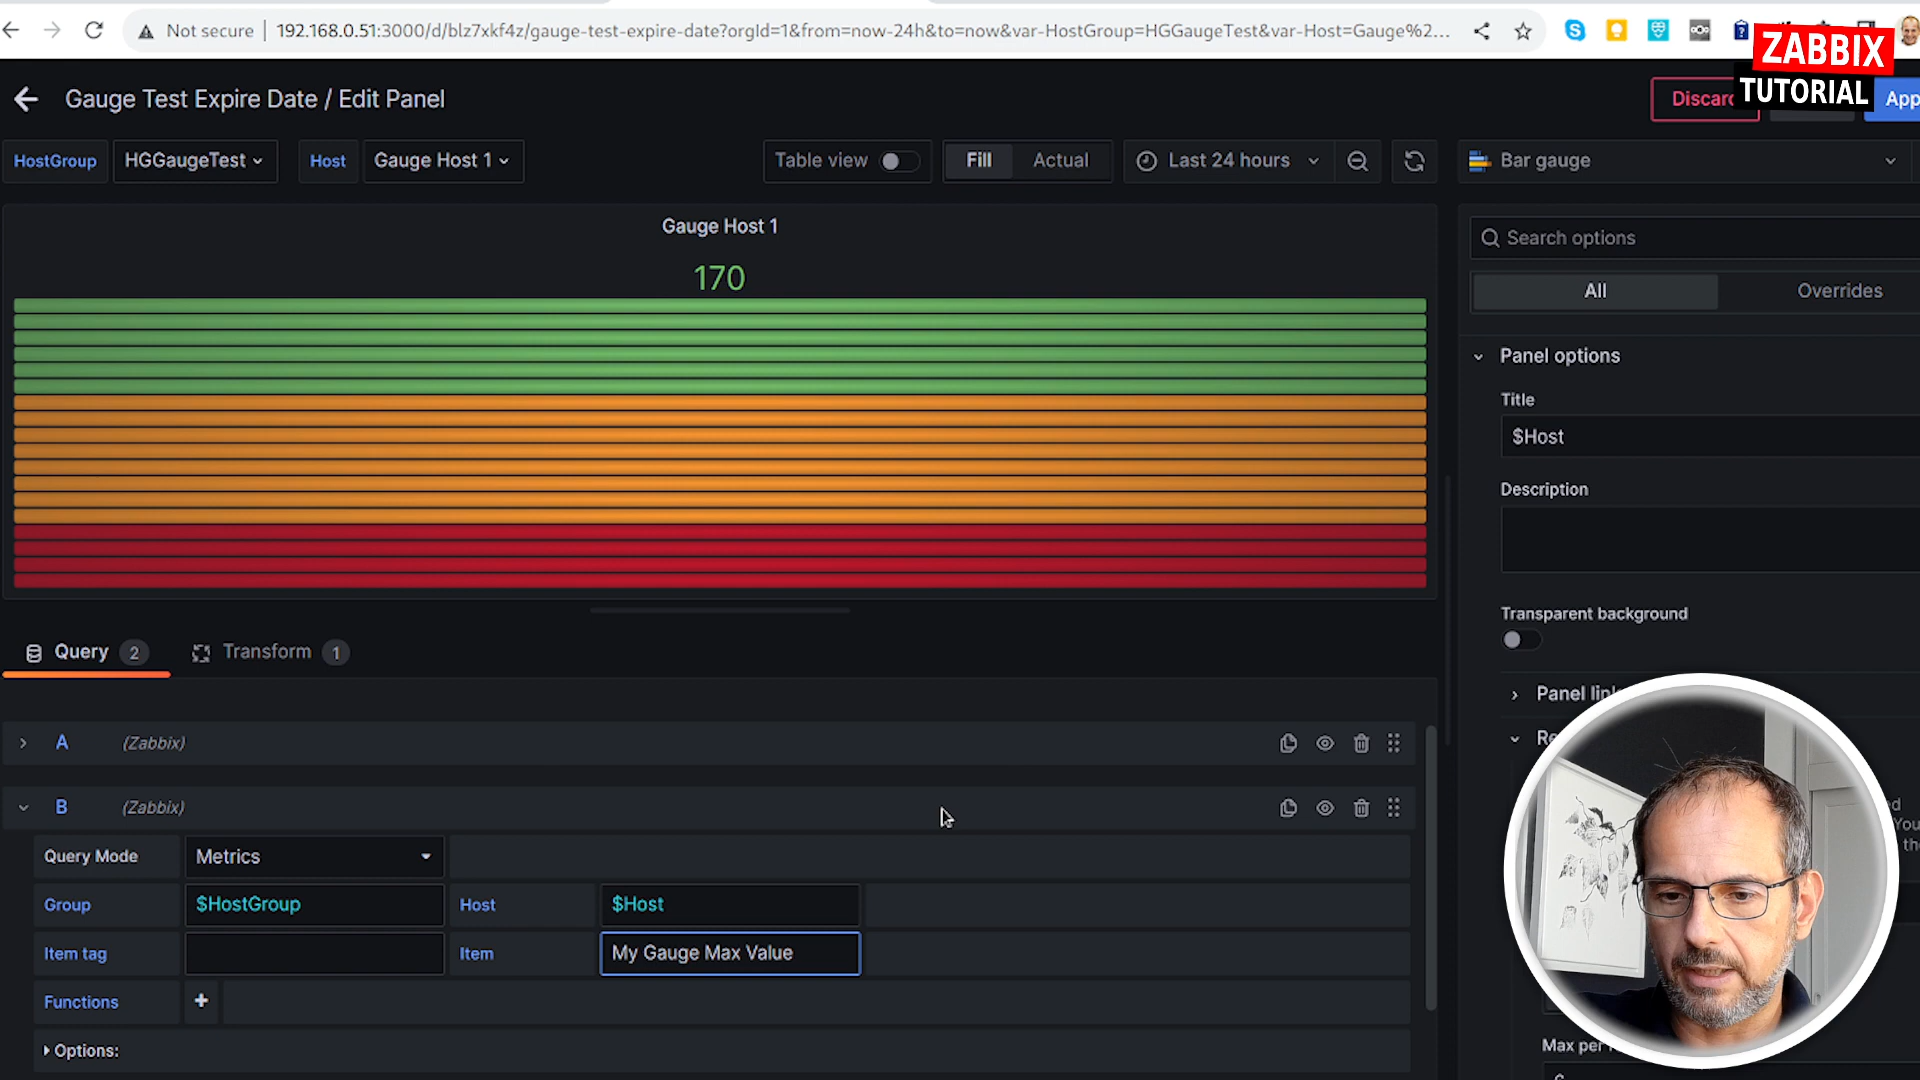 Not secure
192.168.0.51:3000/d/blz7xkf4z/gauge-test-expire-date?orgId=1&from=now-24h&to=now&var-HostGroup=HGGaugeTest&var-Host=Gauge%2...
ZABBIX
TUTORIAL
Gauge Test Expire Date / Edit Panel
Discard
HostGroup
HGGaugeTest
Host
Gauge Host 1
Table view
Fill
Actual
Last 24 hours
Bar gauge
Gauge Host 1
170
Search options
All
Overrides
Panel options
Title
$Host
Description
Transparent background
Query 2
Transform 1
A (Zabbix)
B (Zabbix)
Query Mode
Metrics
Group
$HostGroup
Host
$Host
Item tag
Item
My Gauge Max Value
Functions
+
Options:
Max per